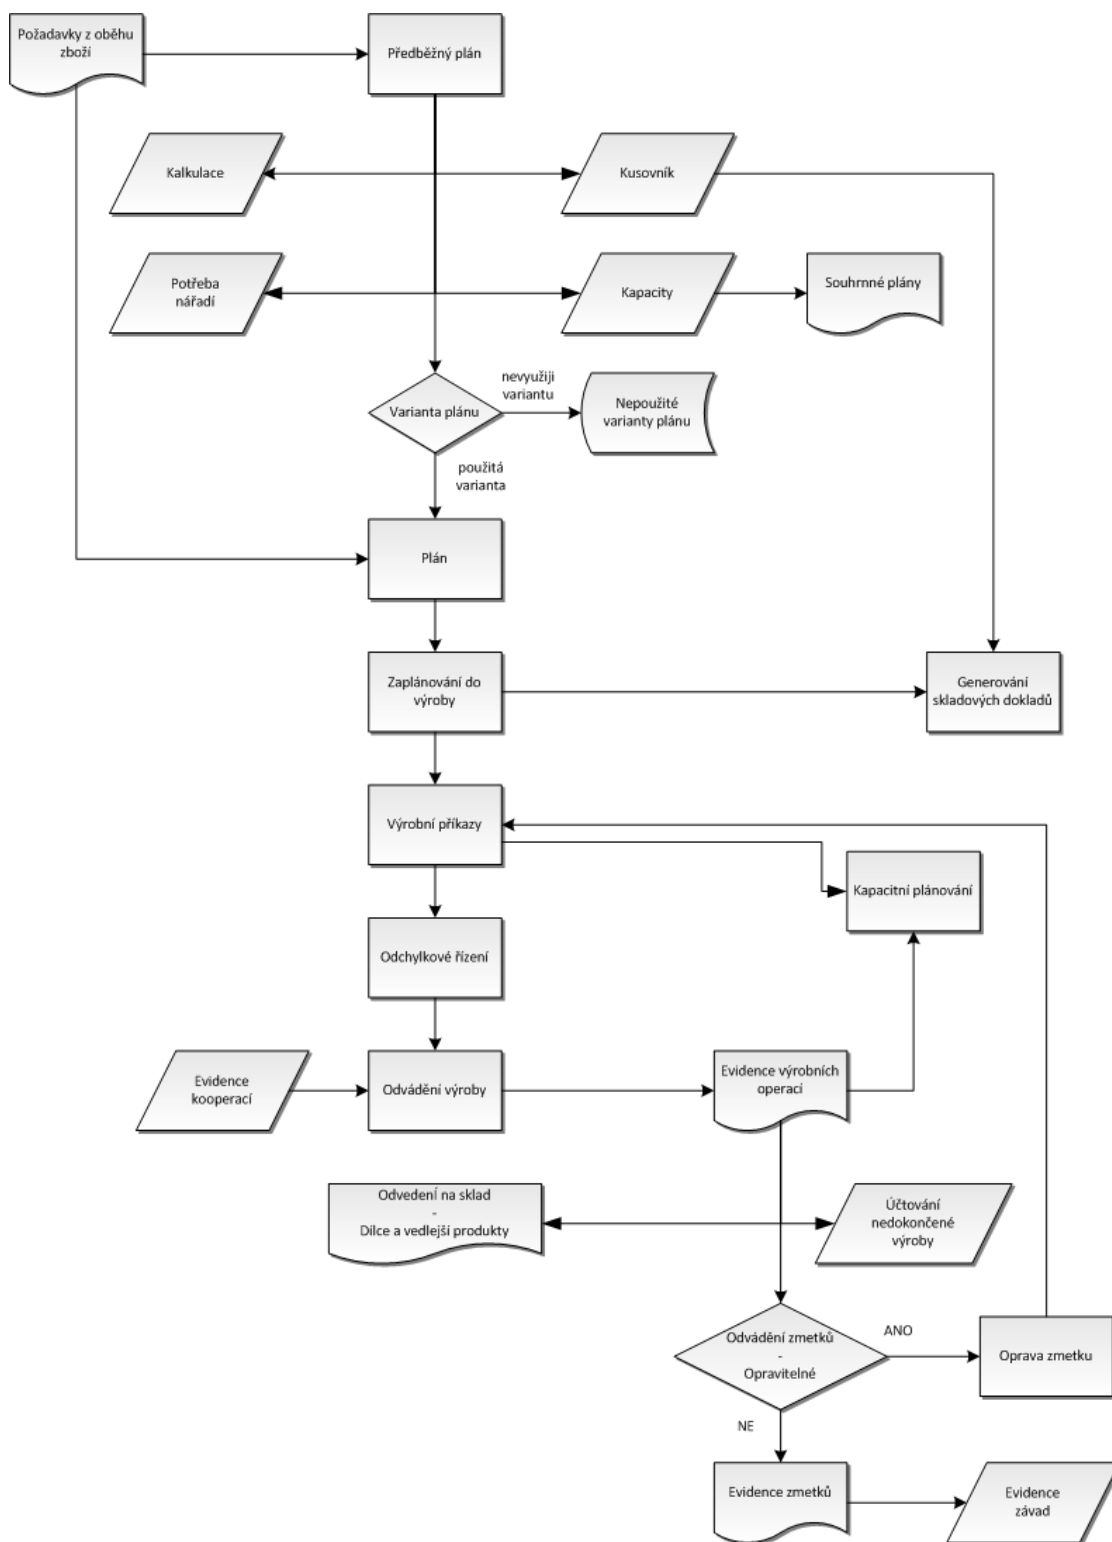 Požadavky z oběhu
zboží
Předběžný plán
Kalkulace
Kusovník
Potřeba
nářadí
Kapacity
Souhrnné plány
nevyužiji
variantu
Varianta plánu
Nepoužité
varianty plánu
použitá
varianta
Plán
Zaplánování do
výroby
Generování
skladových dokladů
Výrobní příkazy
Kapacitní plánování
Odchylkové řízení
Evidence
kooperací
Odvádění výroby
Evidence výrobních
operací
Odvedení na sklad
-
Dílce a vedlejší produkty
Účtování
nedokončené
výroby
Odvádění zmetků
-
Opravitelné
ANO
Oprava zmetku
NE
Evidence zmetků
Evidence
závad